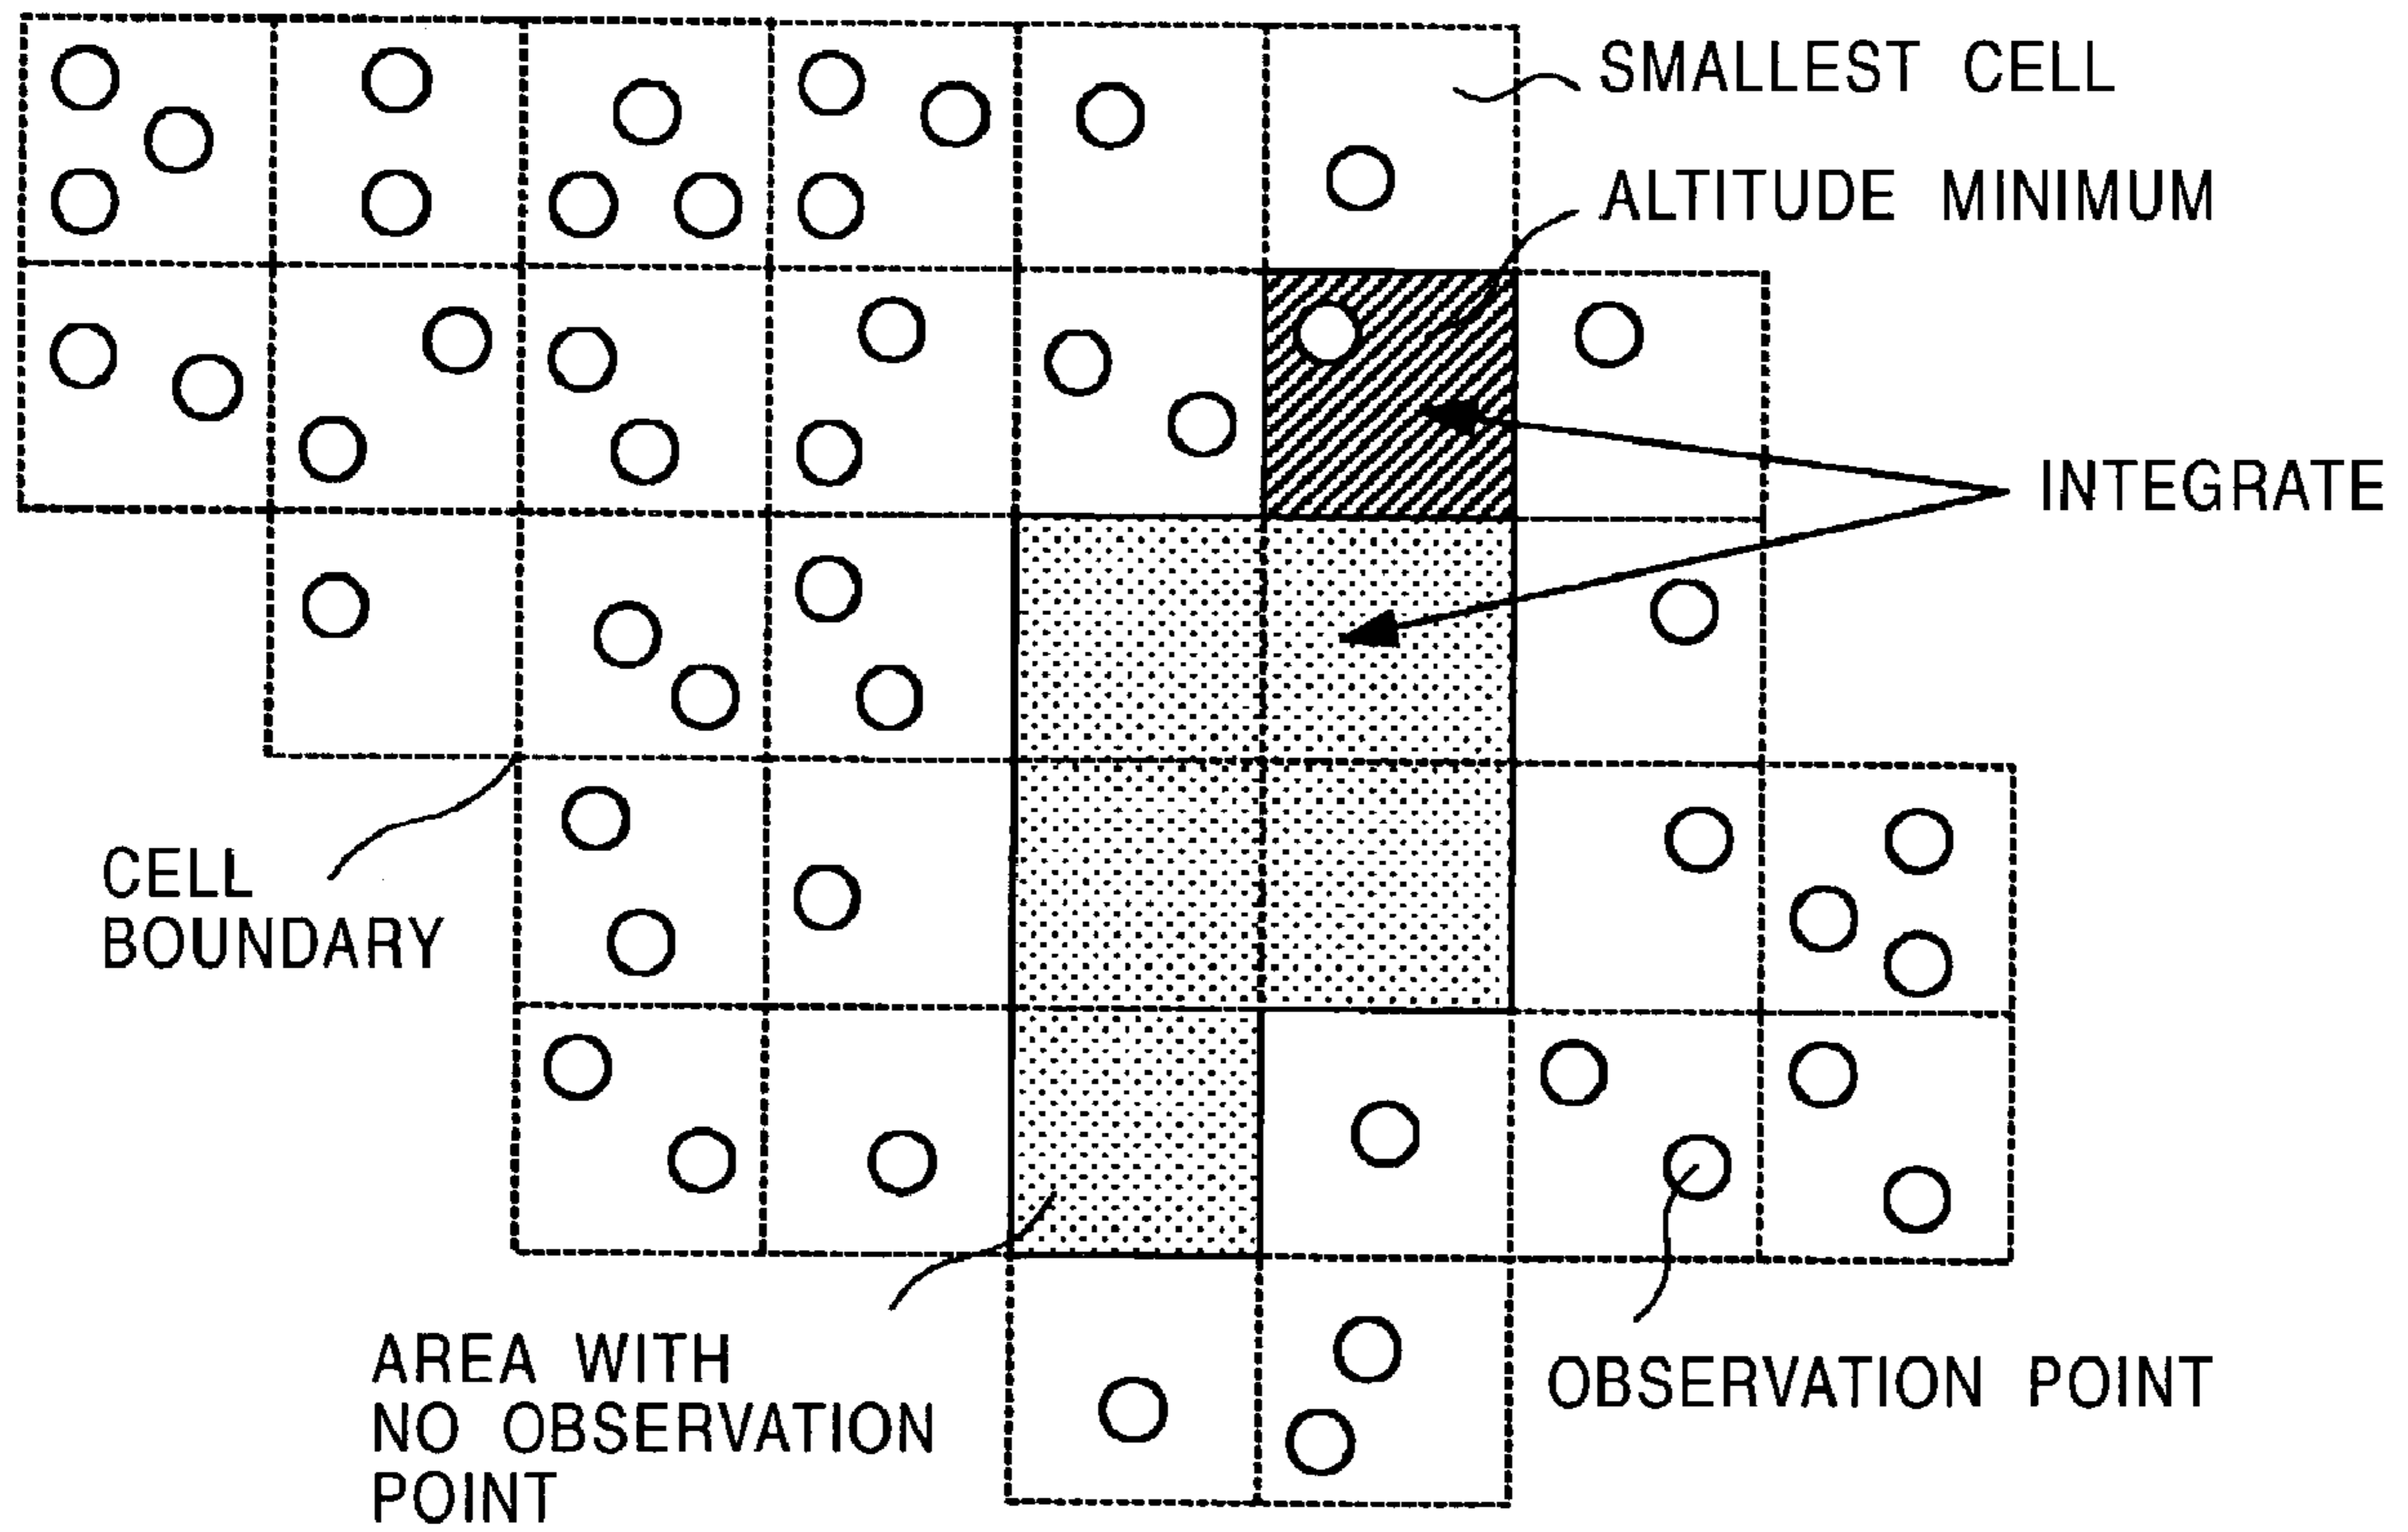 SMALLEST CELL
ALTITUDE MINIMUM
INTEGRATE
CELL
BOUNDARY
AREA WITH
NO OBSERVATION
POINT
OBSERVATION POINT